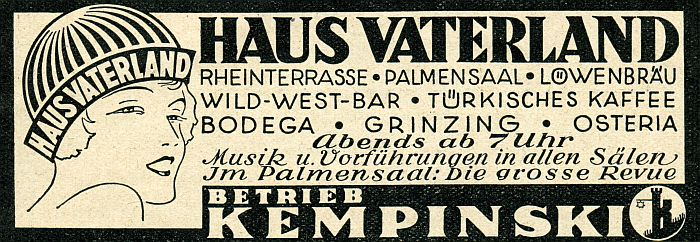 HAUS VATERLAND
HAUS VATERLAND
RHEINTERRASSE • PALMENSAAL • LÖWENBRÄU
WILD-WEST-BAR • TÜRKISCHES KAFFEE
BODEGA • GRINZING • OSTERIA
Abends ab 7 Uhr
Musik u. Vorführungen in allen Sälen
Im Palmensaal: Die grosse Revue
BETRIEB
KEMPINSKI
K